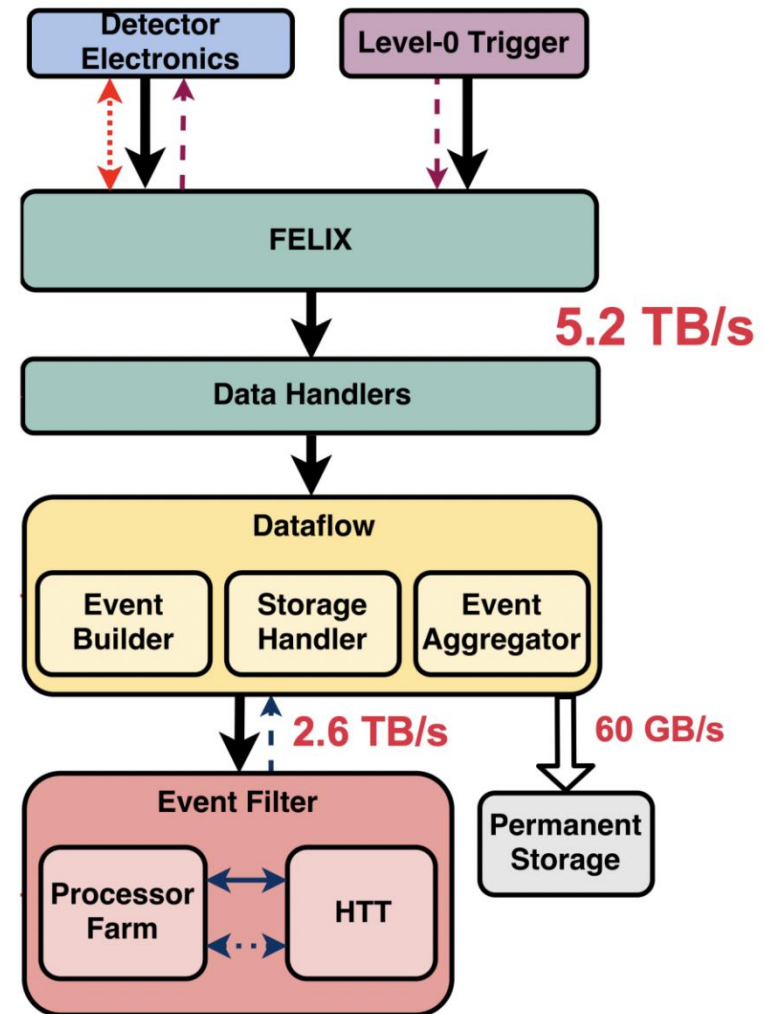 Detector
Electronics
Level-0 Trigger
FELIX
5.2 TB/s
Data Handlers
Dataflow
Event
Builder
Storage
Handler
Event
Aggregator
2.6 TB/s
60 GB/s
Event Filter
Processor
Farm
HTT
Permanent
Storage